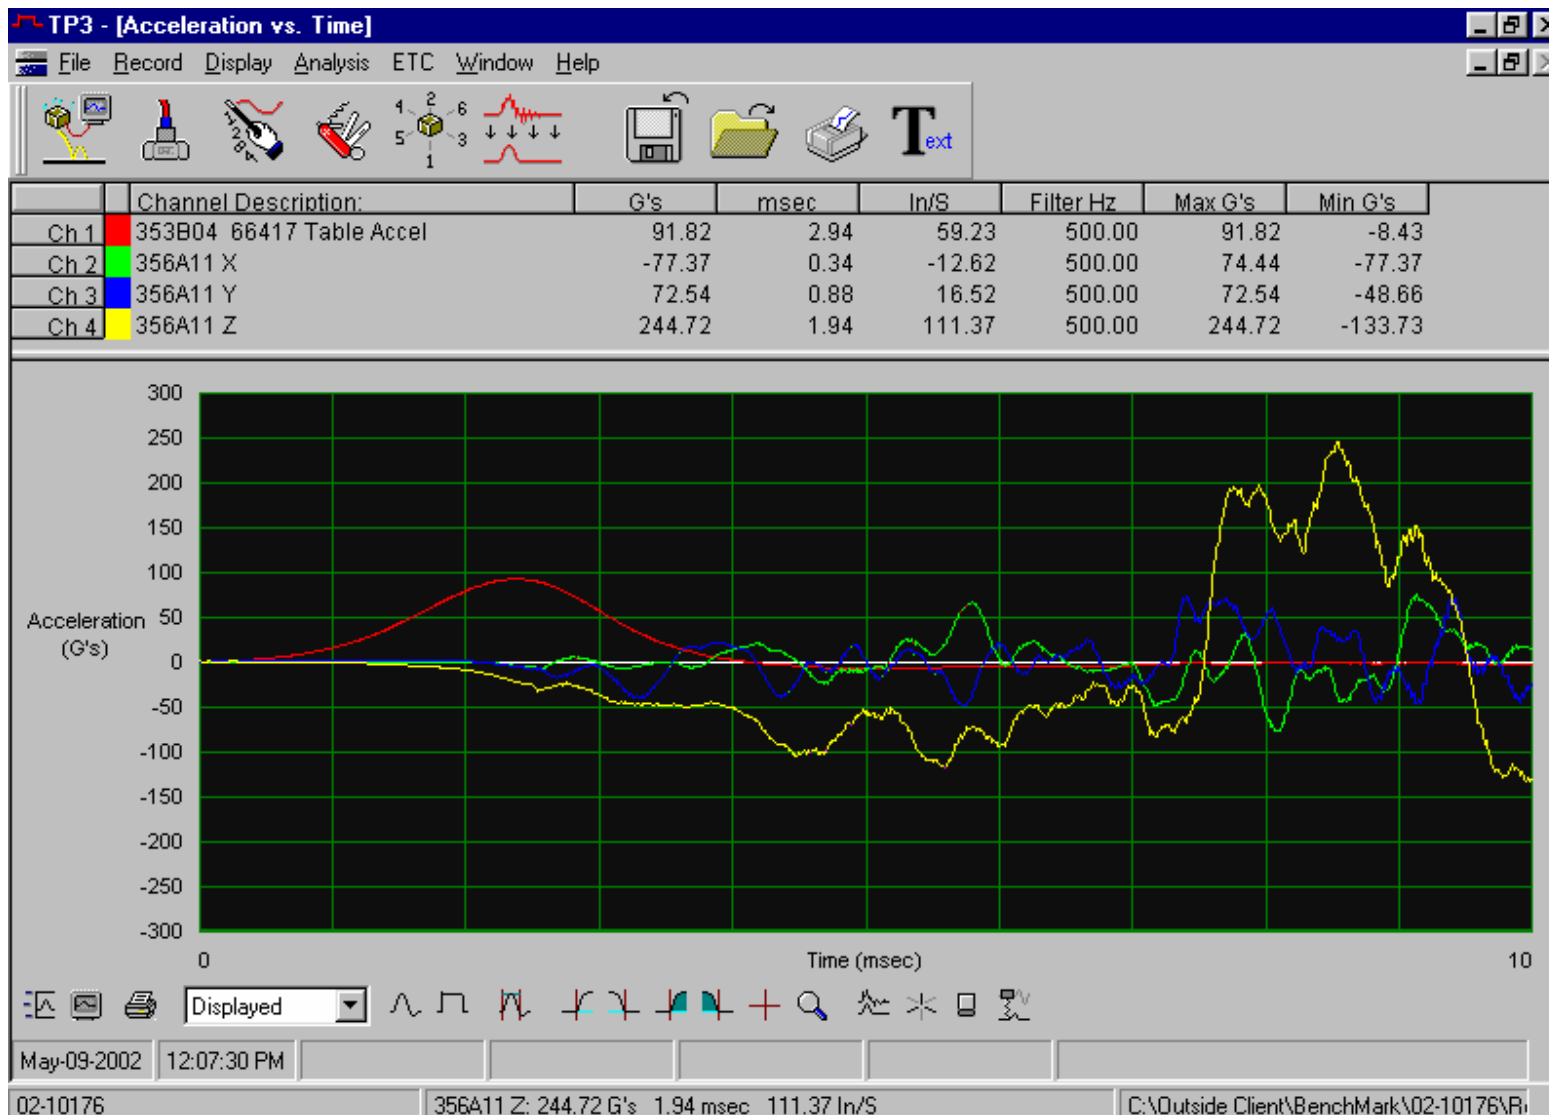 TP3 - [Acceleration vs. Time]
File Record Display Analysis ETC Window Help
4 2 6
5 3
1
Text
Channel Description: G's msec In/S Filter Hz Max G's Min G's
Ch 1 353B04 66417 Table Accel 91.82 2.94 59.23 500.00 91.82 -8.43
Ch 2 356A11 X -77.37 0.34 -12.62 500.00 74.44 -77.37
Ch 3 356A11 Y 72.54 0.88 16.52 500.00 72.54 -48.66
Ch 4 356A11 Z 244.72 1.94 111.37 500.00 244.72 -133.73
300
250
200
150
100
Acceleration 50
(G's)
0
-50
-100
-150
-200
-250
-300
0 Time (msec) 10
Displayed
May-09-2002 12:07:30 PM
02-10176 356A11 Z: 244.72 G's 1.94 msec 111.37 In/S C:\Outside Client\BenchMark\02-10176\R